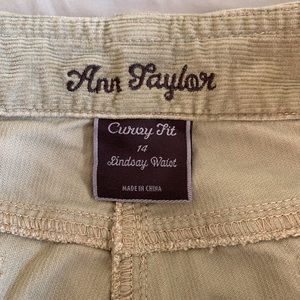 Ann Taylor
Curvy Fit
14
Lindsay Waist
MADE IN CHINA